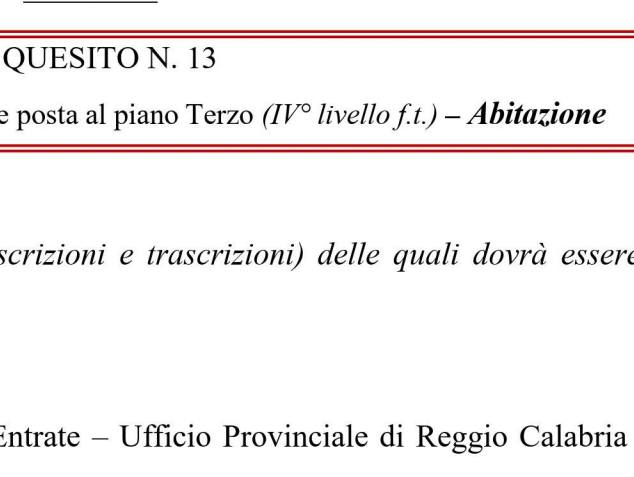 QUESITO N. 13
e posta al piano Terzo (IV° livello f.t.) – Abitazione
scrizioni e trascrizioni) delle quali dovrà essere
Entrate – Ufficio Provinciale di Reggio Calabria